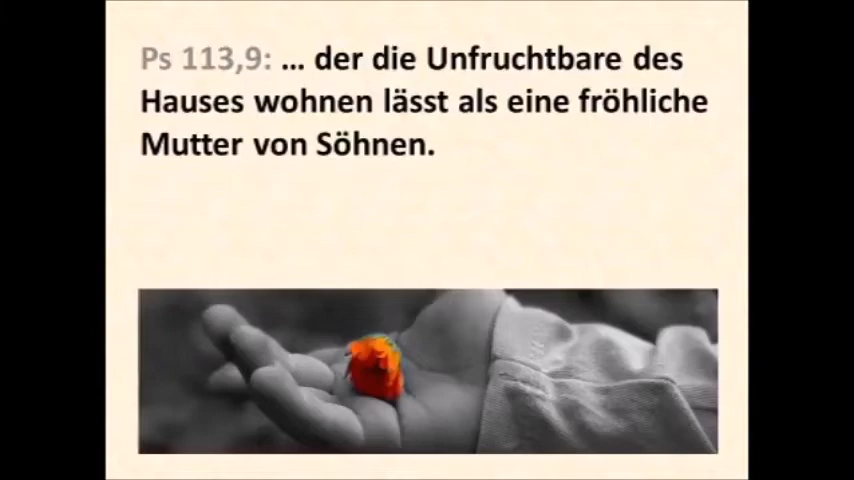 Ps 113,9: ... der die Unfruchtbare des
Hauses wohnen lässt als eine fröhliche
Mutter von Söhnen.